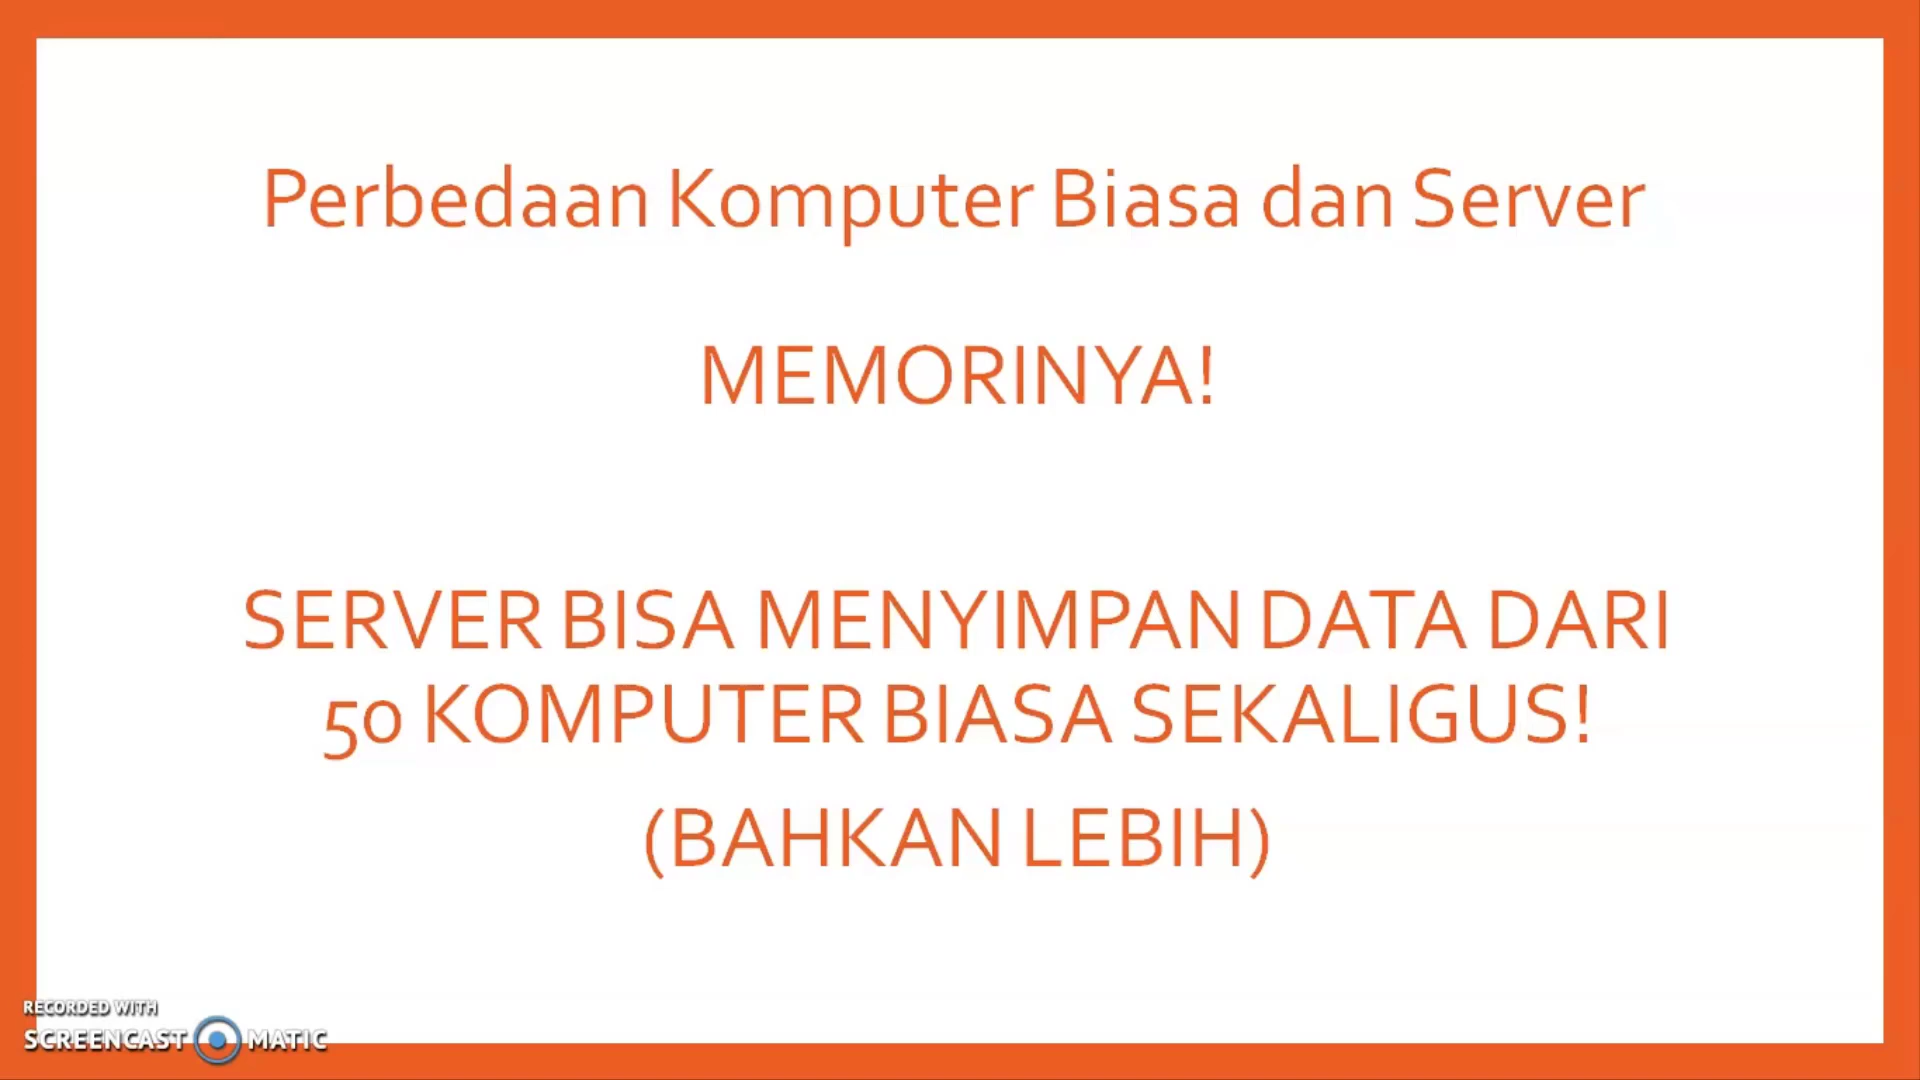 Perbedaan Komputer Biasa dan Server
MEMORINYA!
SERVER BISA MENYIMPAN DATA DARI
50 KOMPUTER BIASA SEKALIGUS!
(BAHKAN LEBIH)
RECORDED WITH
SCREENCAST MATIC